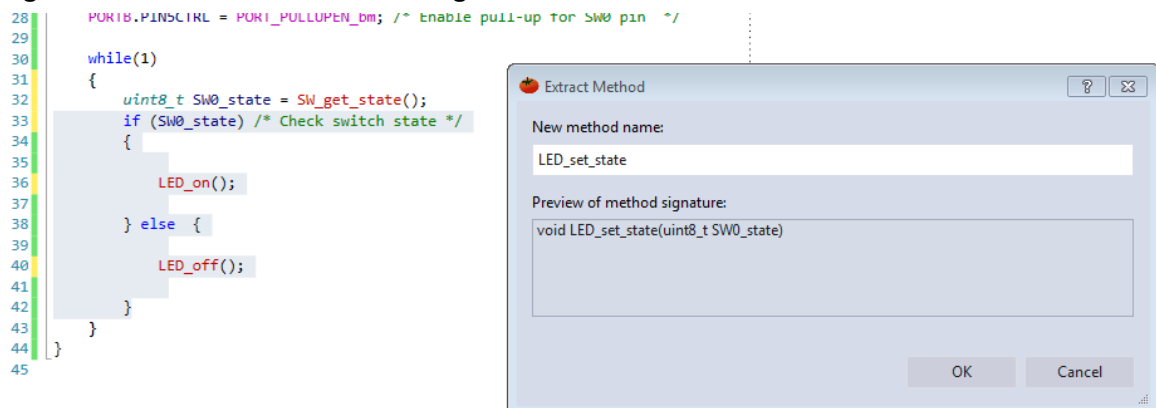 28 PORTB.PIN5CTRL = PORT_PULLUPEN_bm; /* Enable pull-up for SW0 pin */
29
30 while(1)
31 {
32 uint8_t SW0_state = SW_get_state();
33 if (SW0_state) /* Check switch state */
34 {
35
36 LED_on();
37
38 } else {
39
40 LED_off();
41
42 }
43 }
44 }
45
Extract Method
New method name:
LED_set_state
Preview of method signature:
void LED_set_state(uint8_t SW0_state)
OK Cancel